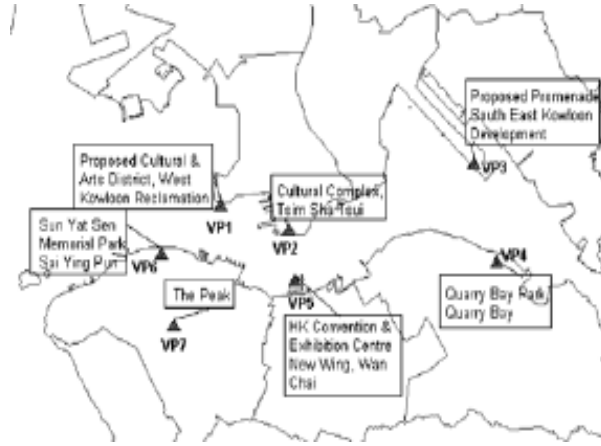 Proposed Promenade
South East Kowloon
Development
VP3
Proposed Cultural &
Arts District, West
Kowloon Reclamation
VP1
Cultural Complex,
Tsim Sha Tsui
VP2
Sun Yat Sen
Memorial Park
Sai Ying Pun
VP6
VP4
Quarry Bay Park
Quarry Bay
The Peak
VP7
VP5
HK Convention &
Exhibition Centre
New Wing, Wan
Chai